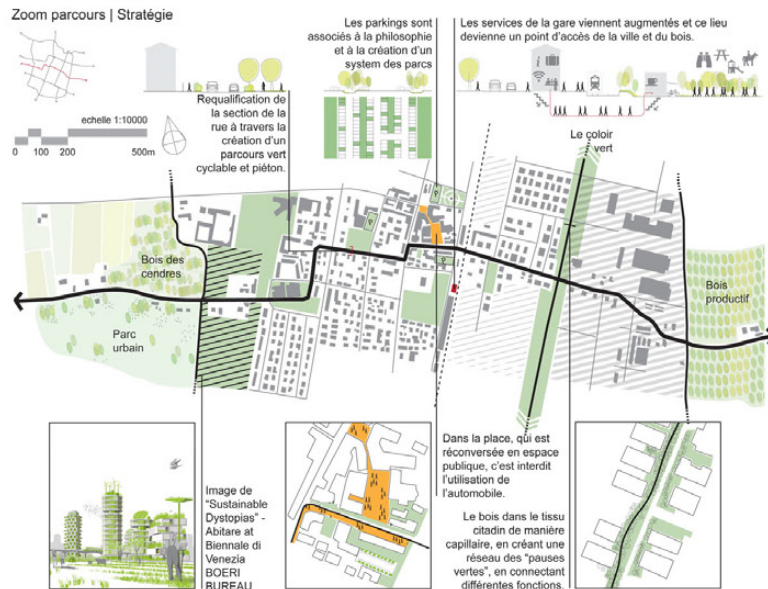 Zoom parcours | Stratégie
Les parkings sont
associés à la philosophie
et à la création d'un
system des parcs
Les services de la gare viennent augmentés et ce lieu
devienne un point d'accès de la ville et du bois.
Requalification de
la section de la
rue à travers la
création d'un
parcours vert
cyclable et piéton.
echelle 1:10000
0 100 200 500m
Le coloir
vert
Bois des
cendres
Parc
urbain
Bois
productif
Image de
"Sustainable
Dystopias" -
Abitare at
Biennale di
Venezia
BOERI
BUREAU
Dans la place, qui est
réconversée en espace
publique, c'est interdit
l'utilisation de
l'automobile.
Le bois dans le tissu
citadin de manière
capillaire, en créant une
réseau des "pauses
vertes", en connectant
différentes fonctions.